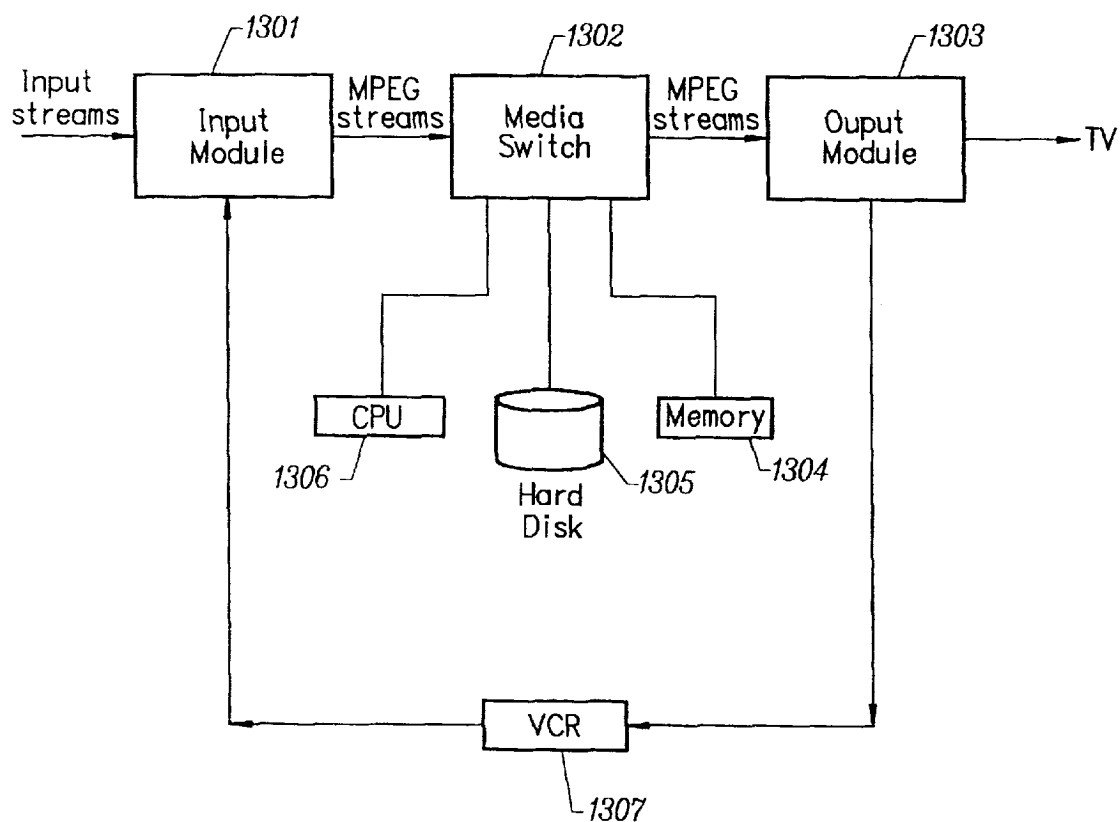 1301
1302
1303
Input
streams
Input
Module
MPEG
streams
Media
Switch
MPEG
streams
Ouput
Module
TV
CPU
1306
Hard
Disk
1305
Memory
1304
VCR
1307